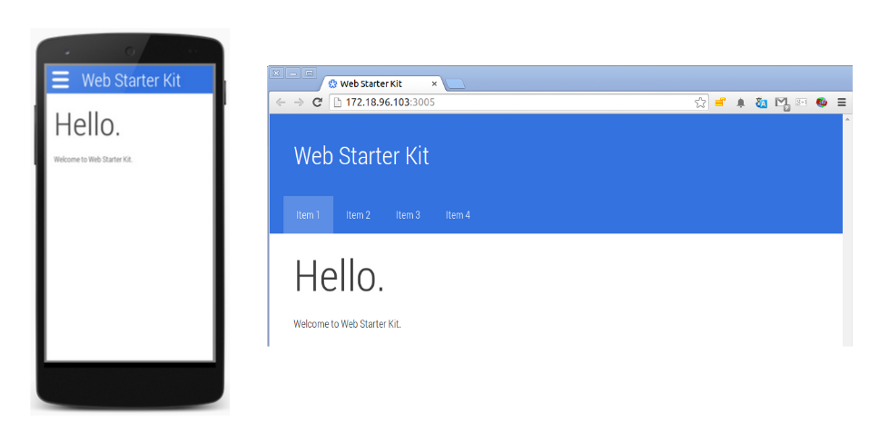 Web Starter Kit
Hello.
Welcome to Web Starter Kit.
Web Starter Kit
172.18.96.103:3005
Web Starter Kit
Item 1 Item 2 Item 3 Item 4
Hello.
Welcome to Web Starter Kit.